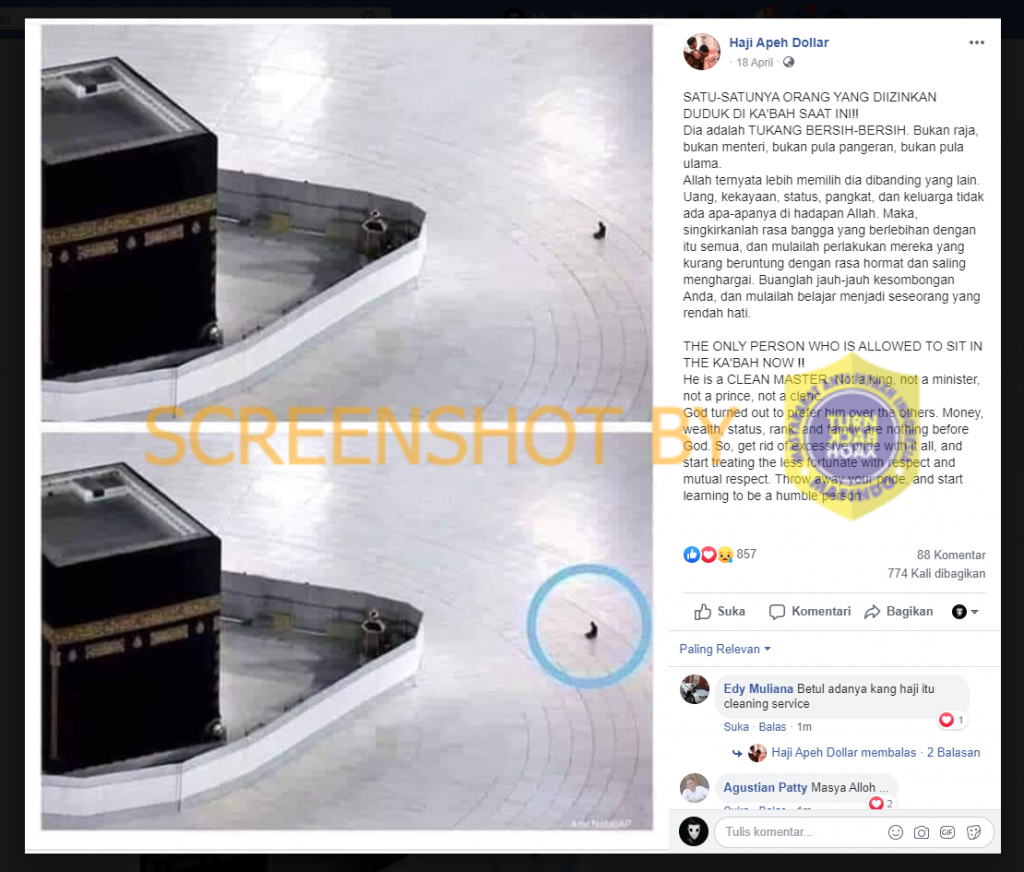 Haji Apeh Dollar
18 April
SATU-SATUNYA ORANG YANG DIIZINKAN
DUDUK DI KA'BAH SAAT INI!!
Dia adalah TUKANG BERSIH-BERSIH. Bukan raja,
bukan menteri, bukan pula pangeran, bukan pula
ulama.
Allah ternyata lebih memilih dia dibanding yang lain.
Uang, kekayaan, status, pangkat, dan keluarga tidak
ada apa-apanya di hadapan Allah. Maka,
singkirkanlah rasa bangga yang berlebihan dengan
itu semua, dan mulailah perlakukan mereka yang
kurang beruntung dengan rasa hormat dan saling
menghargai. Buanglah jauh-jauh kesombongan
Anda, dan mulailah belajar menjadi seseorang yang
rendah hati.
THE ONLY PERSON WHO IS ALLOWED TO SIT IN
THE KA'BAH NOW !!
He is a CLEAN MASTER. Not a king, not a minister,
not a prince, not a cleric.
God turned out to prefer him over the others. Money,
wealth, status, rank, and family are nothing before
God. So, get rid of excessive pride with it all, and
start treating the less fortunate with respect and
mutual respect. Throw away your pride, and start
learning to be a humble person.
SCREENSHOT BY
TURN
BACK
HOAX
MAFINDO
857
88 Komentar
774 Kali dibagikan
Suka Komentari Bagikan
Paling Relevan
Edy Muliana Betul adanya kang haji itu
cleaning service
1
Suka · Balas · 1m
Haji Apeh Dollar membalas · 2 Balasan
Agustian Patty Masya Alloh ...
2
Suka · Balas · 1m
Tulis komentar...
GIF